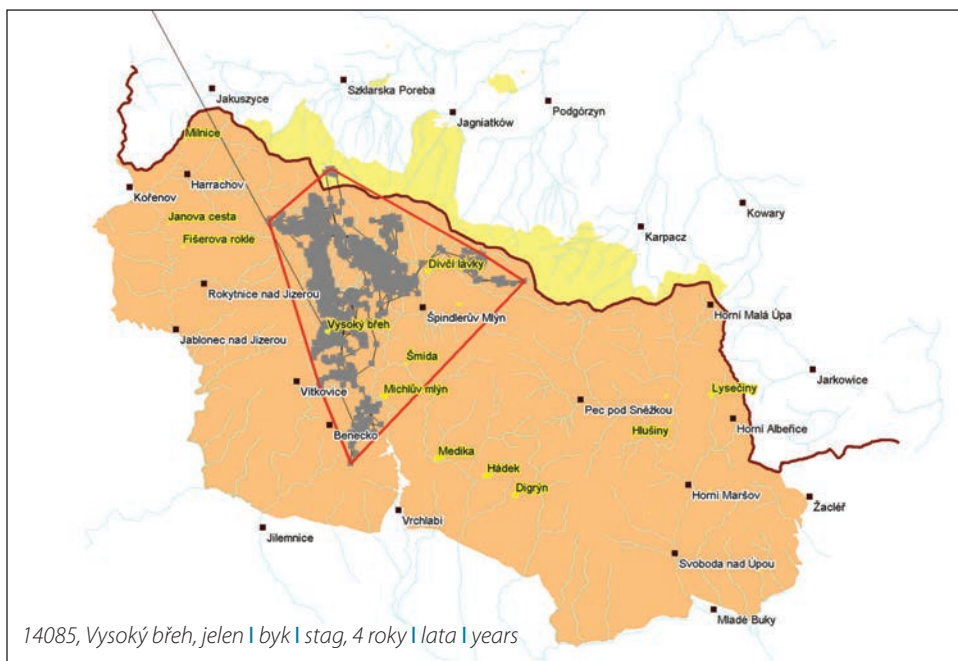 Szklarska Poreba
Jakuszyce
Podgórzyn
Jagniatków
Milnice
Harrachov
Kořenov
Kowary
Janova cesta
Karpacz
Fišerova rokle
Dívčí lávky
Rokytnice nad Jizerou
Horní Malá Úpa
Špindlerův Mlýn
Vysoký břeh
Jablonec nad Jizerou
Šmída
Jarkowice
Vítkovice
Michlův mlýn
Lysečiny
Pec pod Sněžkou
Horní Albeřice
Benecko
Hlušiny
Medika
Hádek
Horní Maršov
Digrýn
Žacléř
Vrchlabí
Jilemnice
Svoboda nad Úpou
Mladé Buky
14085, Vysoký břeh, jelen | byk | stag, 4 roky | lata | years